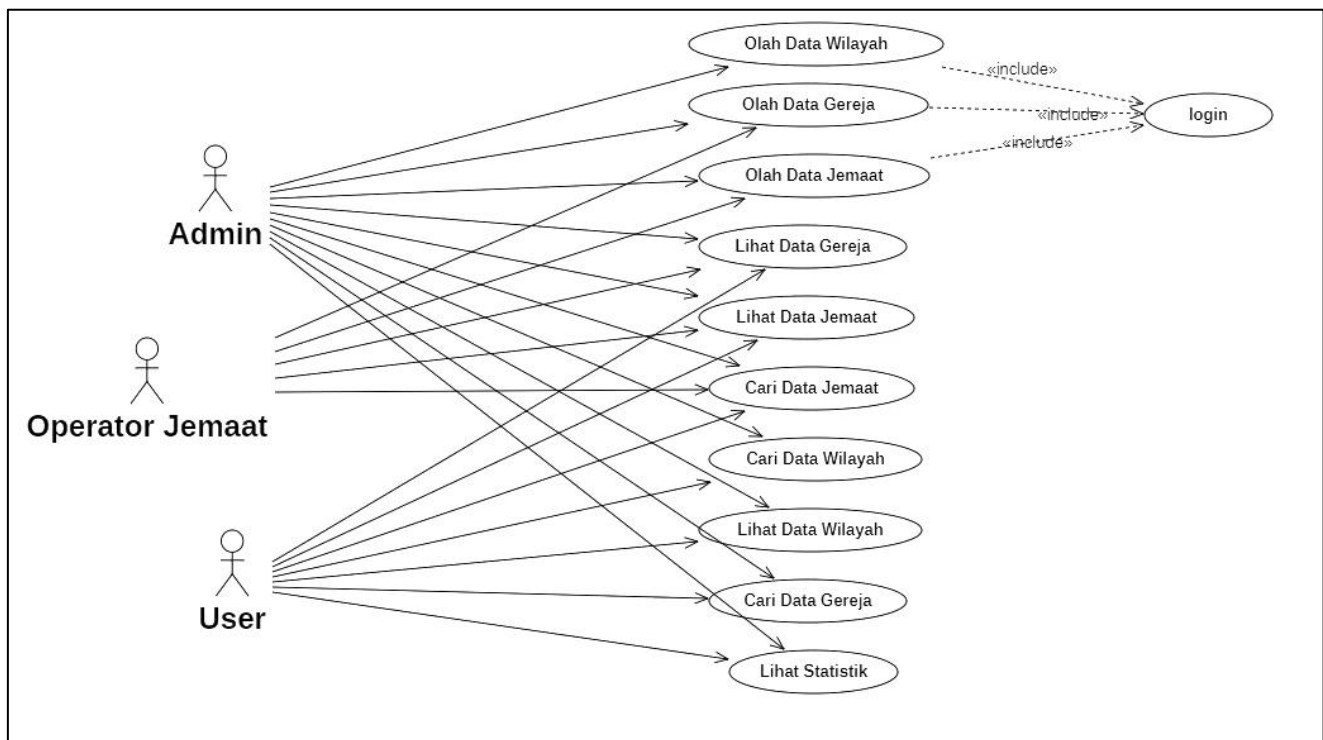 Olah Data Wilayah
«include»
Olah Data Gereja
«include»
login
«include»
Olah Data Jemaat
Admin
Lihat Data Gereja
Lihat Data Jemaat
Operator Jemaat
Cari Data Jemaat
Cari Data Wilayah
Lihat Data Wilayah
User
Cari Data Gereja
Lihat Statistik